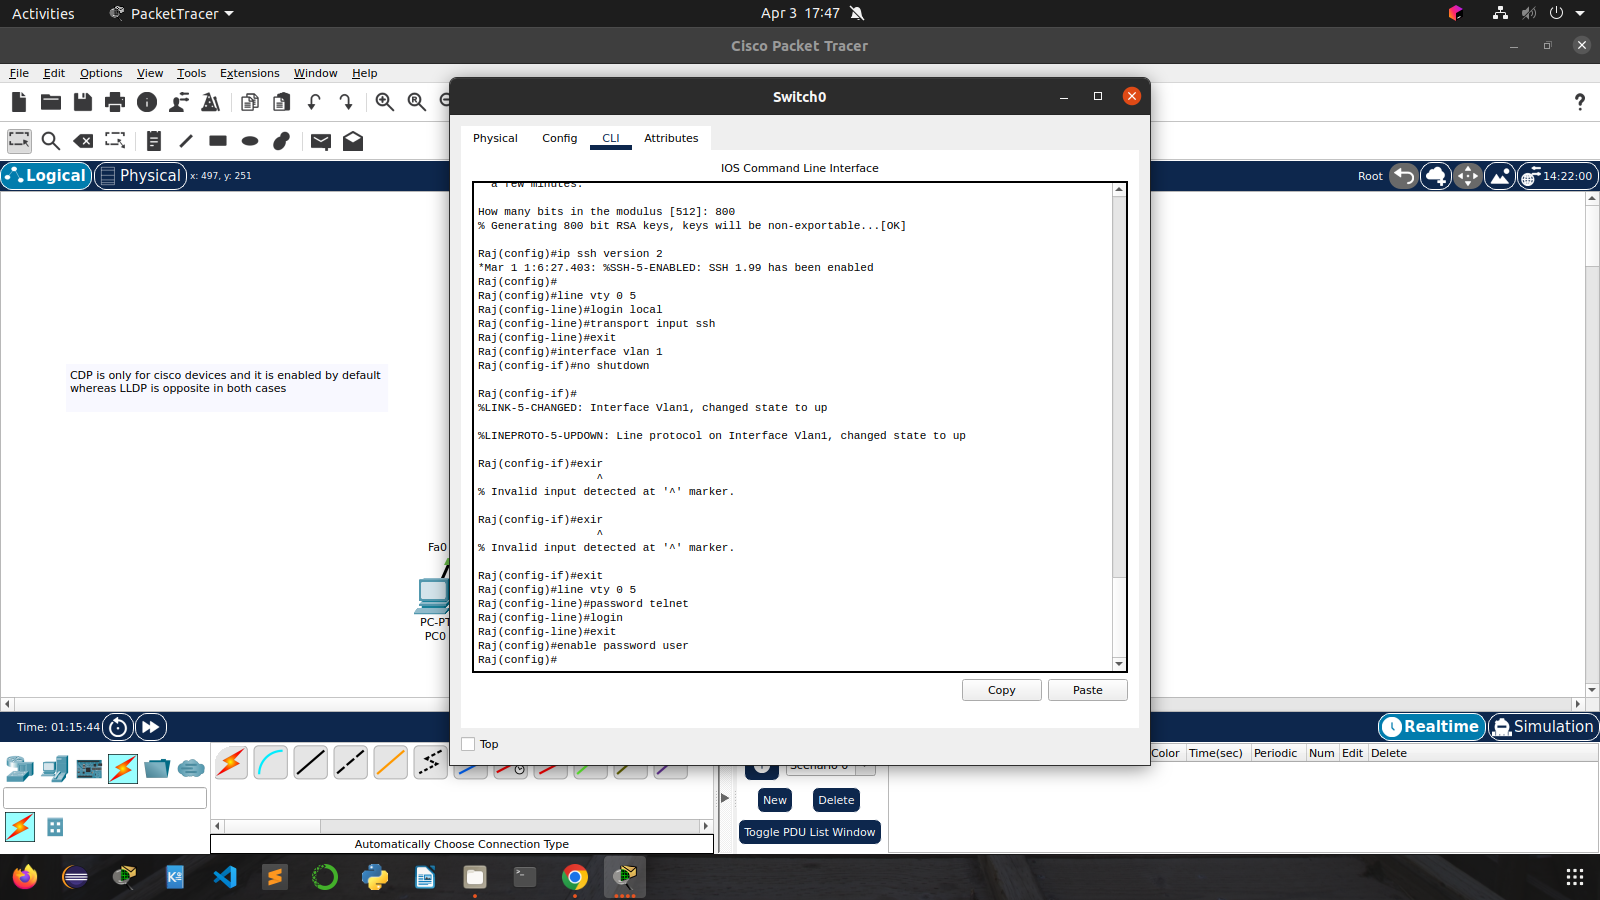 Activities
PacketTracer
Apr 3 17:47
Cisco Packet Tracer
File Edit Options View Tools Extensions Window Help
Switch0
Physical Config CLI Attributes
IOS Command Line Interface
Logical
Physical
x: 497, y: 251
Root
14:22:00
a few minutes.
How many bits in the modulus [512]: 800
% Generating 800 bit RSA keys, keys will be non-exportable...[OK]
Raj(config)#ip ssh version 2
*Mar 1 1:6:27.403: %SSH-5-ENABLED: SSH 1.99 has been enabled
Raj(config)#
Raj(config)#line vty 0 5
Raj(config-line)#login local
Raj(config-line)#transport input ssh
Raj(config-line)#exit
Raj(config)#interface vlan 1
Raj(config-if)#no shutdown
Raj(config-if)#
%LINK-5-CHANGED: Interface Vlan1, changed state to up
%LINEPROTO-5-UPDOWN: Line protocol on Interface Vlan1, changed state to up
Raj(config-if)#exir
^
% Invalid input detected at '^' marker.
Raj(config-if)#exir
^
% Invalid input detected at '^' marker.
Raj(config-if)#exit
Raj(config)#line vty 0 5
Raj(config-line)#password telnet
Raj(config-line)#login
Raj(config-line)#exit
Raj(config)#enable password user
Raj(config)#
Copy Paste
Top
CDP is only for cisco devices and it is enabled by default
whereas LLDP is opposite in both cases
Fa0
PC-PT
PC0
Time: 01:15:44
Realtime
Simulation
Color Time(sec) Periodic Num Edit Delete
Scenario 0
New Delete
Toggle PDU List Window
Automatically Choose Connection Type